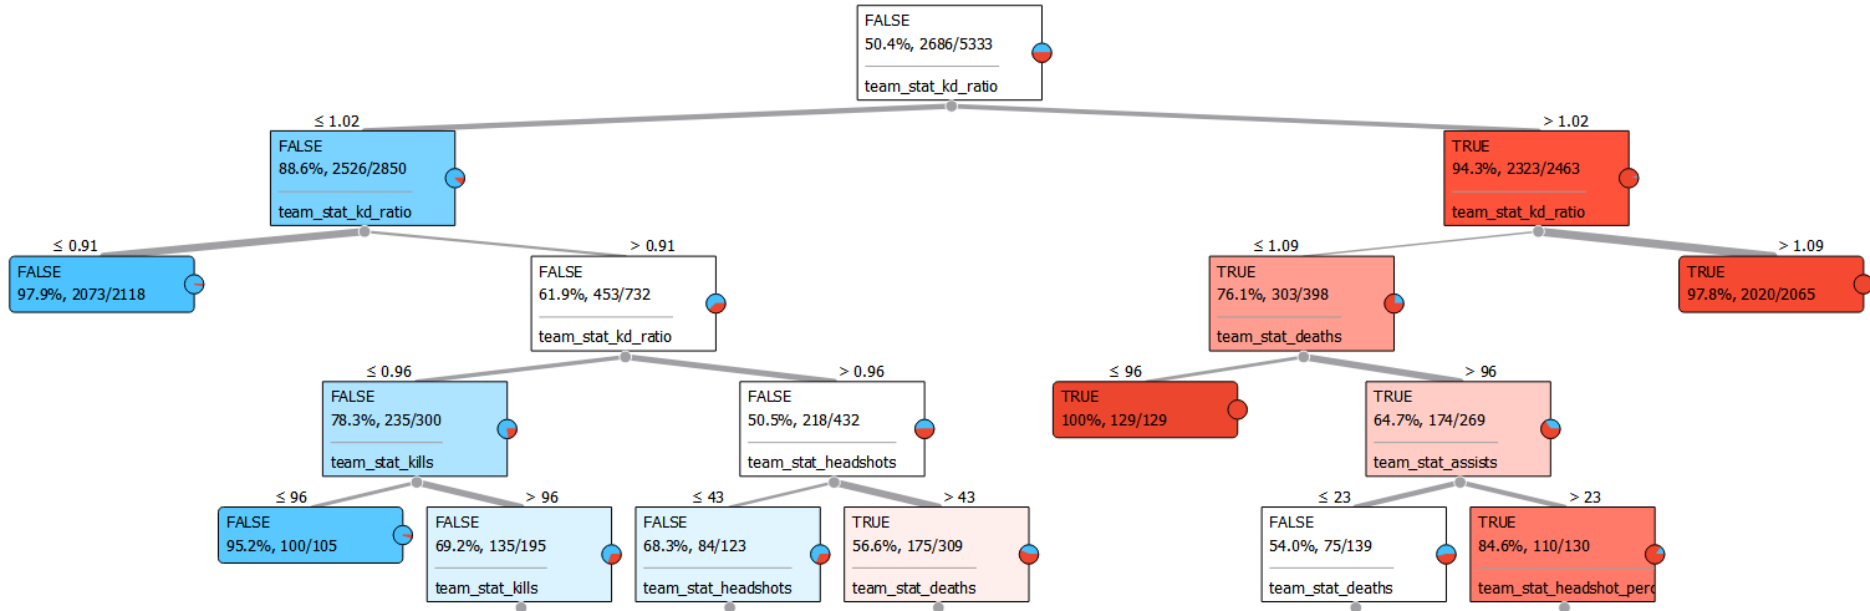 FALSE
50.4%, 2686/5333
team_stat_kd_ratio
≤ 1.02
> 1.02
FALSE
88.6%, 2526/2850
team_stat_kd_ratio
TRUE
94.3%, 2323/2463
team_stat_kd_ratio
≤ 0.91
> 0.91
≤ 1.09
> 1.09
FALSE
97.9%, 2073/2118
FALSE
61.9%, 453/732
team_stat_kd_ratio
TRUE
76.1%, 303/398
team_stat_deaths
TRUE
97.8%, 2020/2065
≤ 0.96
> 0.96
≤ 96
> 96
FALSE
78.3%, 235/300
team_stat_kills
FALSE
50.5%, 218/432
team_stat_headshots
TRUE
100%, 129/129
TRUE
64.7%, 174/269
team_stat_assists
≤ 96
> 96
≤ 43
> 43
≤ 23
> 23
FALSE
95.2%, 100/105
FALSE
69.2%, 135/195
team_stat_kills
FALSE
68.3%, 84/123
team_stat_headshots
TRUE
56.6%, 175/309
team_stat_deaths
FALSE
54.0%, 75/139
team_stat_deaths
TRUE
84.6%, 110/130
team_stat_headshot_perc